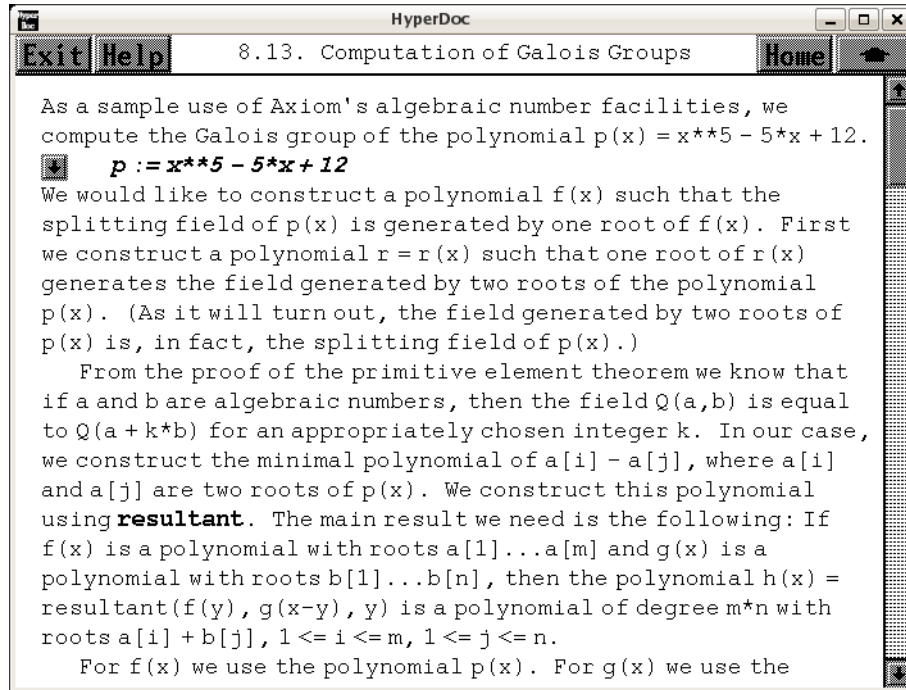 Hyper Doc
HyperDoc
Exit Help 8.13. Computation of Galois Groups Home
As a sample use of Axiom's algebraic number facilities, we
compute the Galois group of the polynomial p(x) = x**5 - 5*x + 12.
p := x**5 - 5*x + 12
We would like to construct a polynomial f(x) such that the
splitting field of p(x) is generated by one root of f(x). First
we construct a polynomial r = r(x) such that one root of r(x)
generates the field generated by two roots of the polynomial
p(x). (As it will turn out, the field generated by two roots of
p(x) is, in fact, the splitting field of p(x).)
From the proof of the primitive element theorem we know that
if a and b are algebraic numbers, then the field Q(a,b) is equal
to Q(a + k*b) for an appropriately chosen integer k. In our case,
we construct the minimal polynomial of a[i] - a[j], where a[i]
and a[j] are two roots of p(x). We construct this polynomial
using resultant. The main result we need is the following: If
f(x) is a polynomial with roots a[1]...a[m] and g(x) is a
polynomial with roots b[1]...b[n], then the polynomial h(x) =
resultant(f(y), g(x-y), y) is a polynomial of degree m*n with
roots a[i] + b[j], 1 <= i <= m, 1 <= j <= n.
For f(x) we use the polynomial p(x). For g(x) we use the